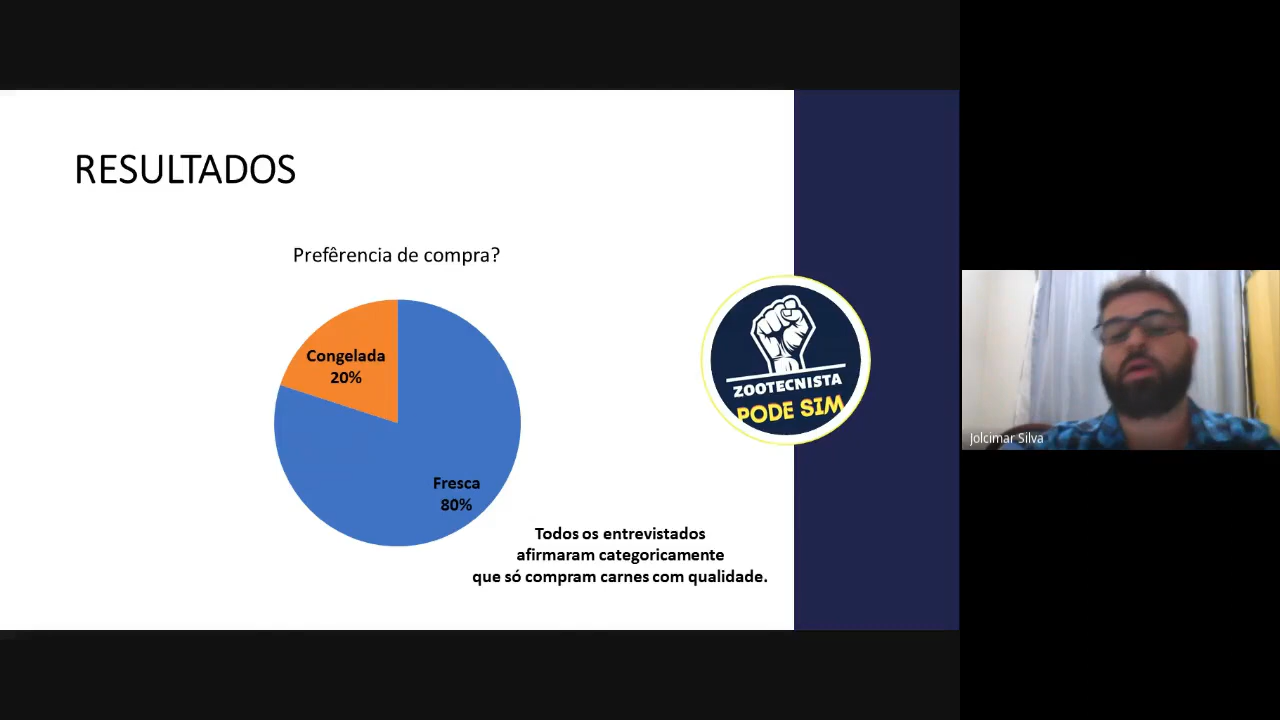 RESULTADOS
Prefêrencia de compra?
Congelada
20%
Fresca
80%
Todos os entrevistados
afirmaram categoricamente
que só compram carnes com qualidade.
ZOOTECNISTA
PODE SIM
Jolcimar Silva